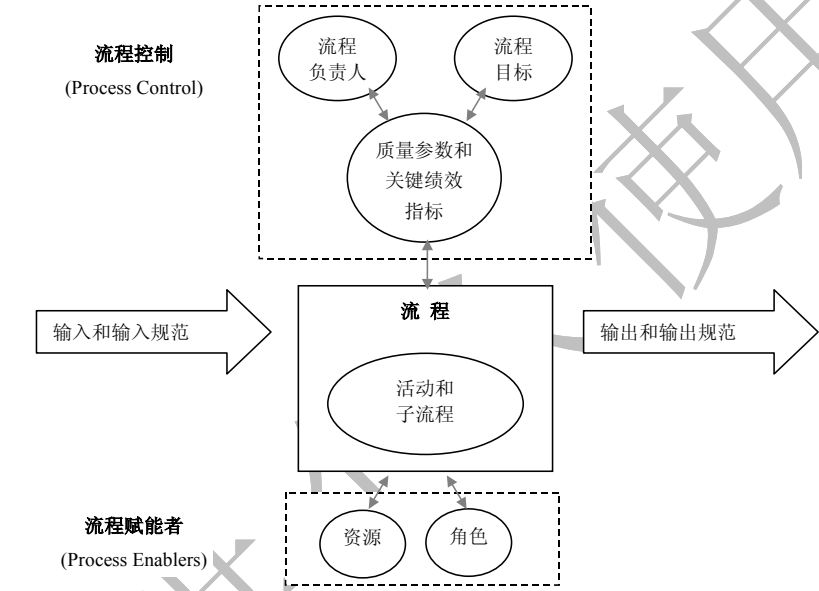 流程控制
(Process Control)
流程
负责人
流程
目标
质量参数和
关键绩效
指标
输入和输入规范
流 程
活动和
子流程
输出和输出规范
流程赋能者
(Process Enablers)
资源
角色
使用